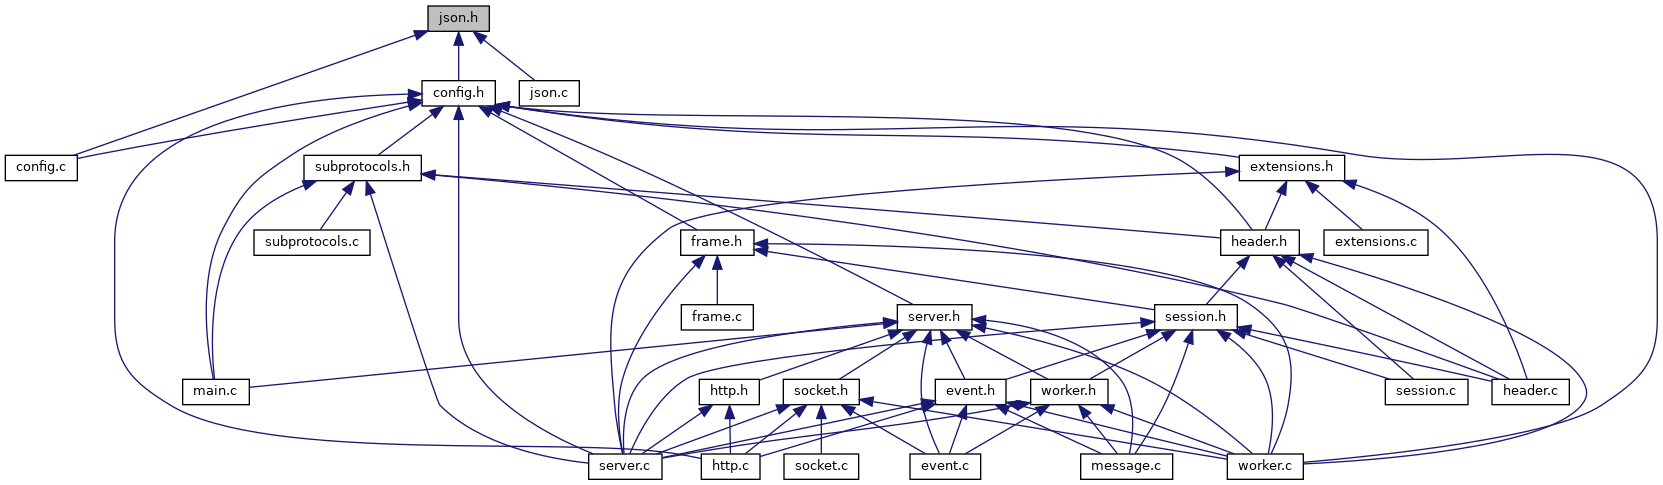 json.h
config.h
json.c
config.c
subprotocols.h
extensions.h
subprotocols.c
frame.h
header.h
extensions.c
frame.c
server.h
session.h
main.c
http.h
socket.h
event.h
worker.h
session.c
header.c
server.c
http.c
socket.c
event.c
message.c
worker.c